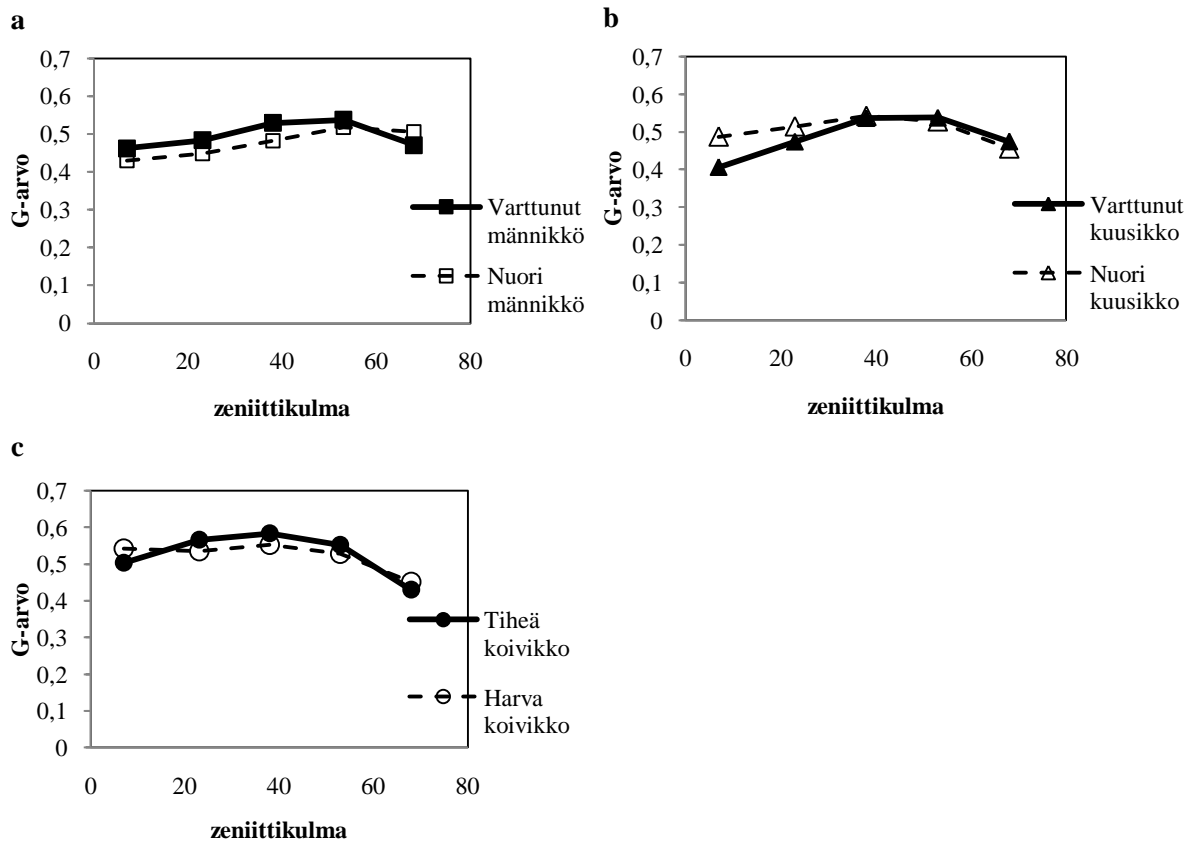 a
0,7
0,6
0,5
0,4
0,3
0,2
0,1
0
G-arvo
0 20 40 60 80
zeniittikulma
Varttunut
männikkö
Nuori
männikkö
b
0,7
0,6
0,5
0,4
0,3
0,2
0,1
0
G-arvo
0 20 40 60 80
zeniittikulma
Varttunut
kuusikko
Nuori
kuusikko
c
0,7
0,6
0,5
0,4
0,3
0,2
0,1
0
G-arvo
0 20 40 60 80
zeniittikulma
Tiheä
koivikko
Harva
koivikko